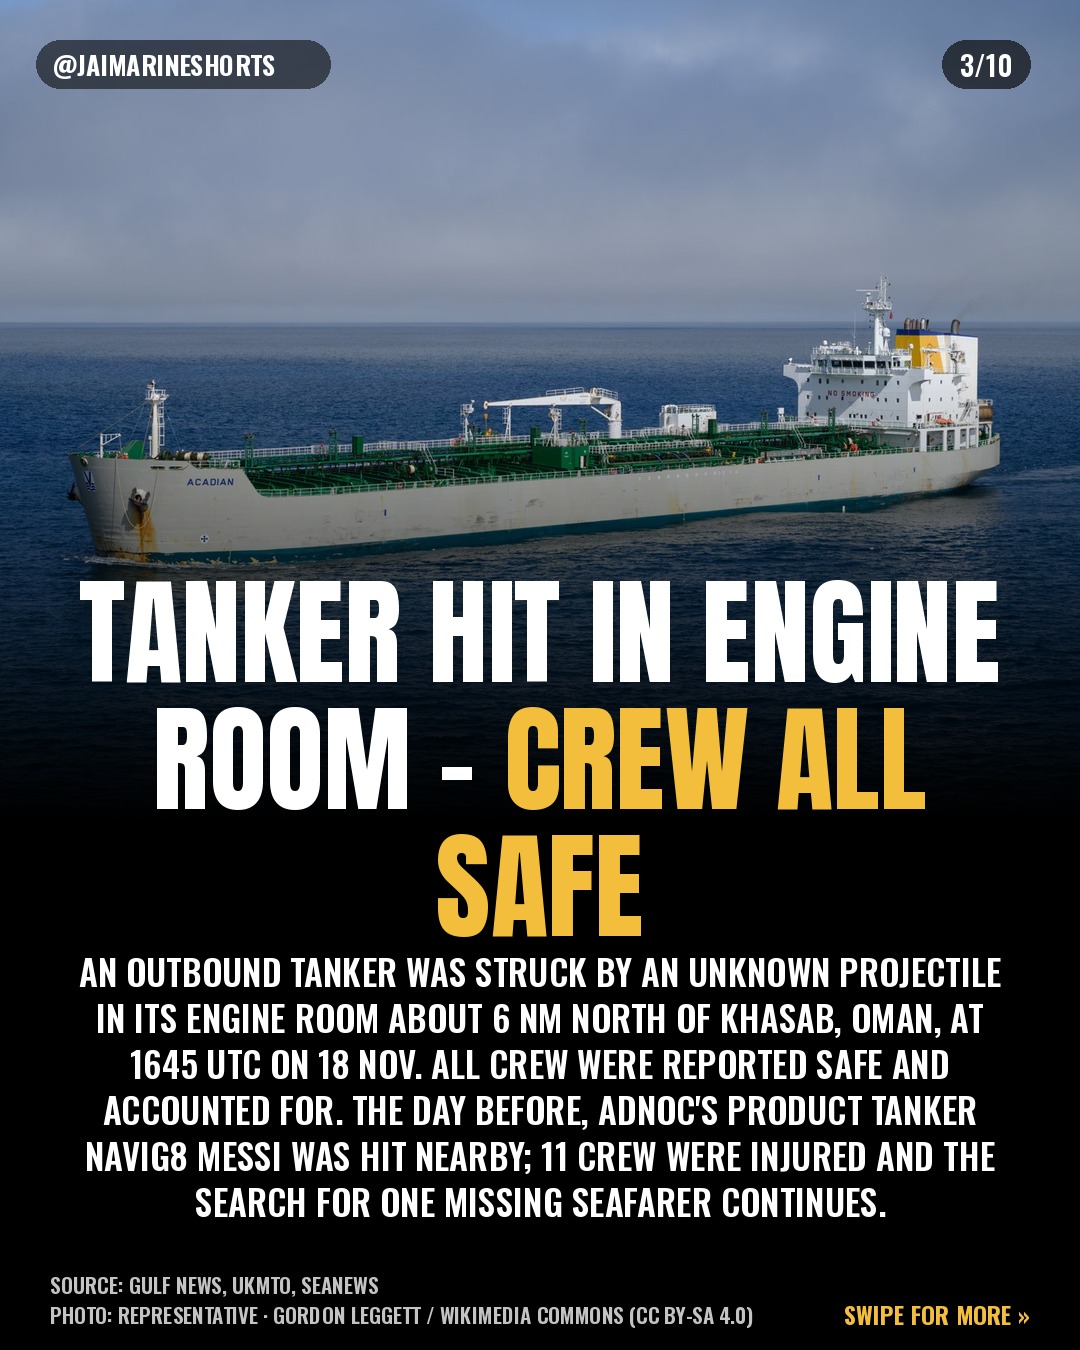 @JAIMARINESHORTS
3/10
NO SMOKING
ACADIAN
TANKER HIT IN ENGINE
ROOM - CREW ALL
SAFE
AN OUTBOUND TANKER WAS STRUCK BY AN UNKNOWN PROJECTILE
IN ITS ENGINE ROOM ABOUT 6 NM NORTH OF KHASAB, OMAN, AT
1645 UTC ON 18 NOV. ALL CREW WERE REPORTED SAFE AND
ACCOUNTED FOR. THE DAY BEFORE, ADNOC'S PRODUCT TANKER
NAVIG8 MESSI WAS HIT NEARBY; 11 CREW WERE INJURED AND THE
SEARCH FOR ONE MISSING SEAFARER CONTINUES.
SOURCE: GULF NEWS, UKMTO, SEANEWS
PHOTO: REPRESENTATIVE · GORDON LEGGETT / WIKIMEDIA COMMONS (CC BY-SA 4.0)
SWIPE FOR MORE »